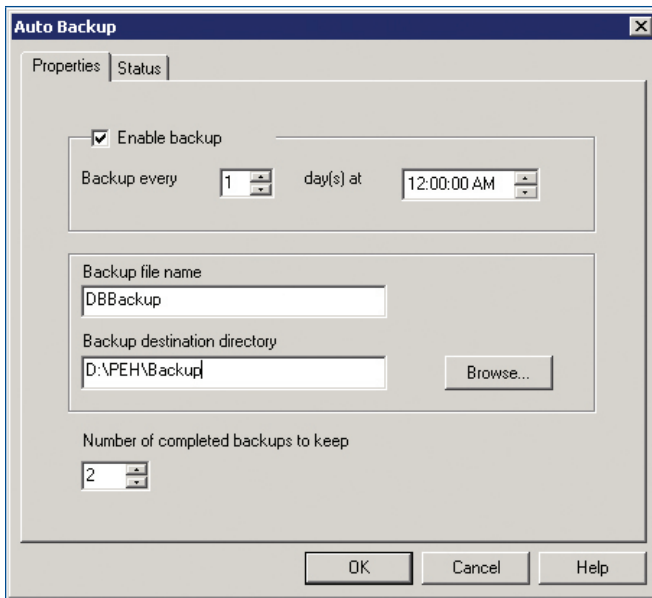 Auto Backup
Properties Status
Enable backup
Backup every 1 day(s) at 12:00:00 AM
Backup file name
DBBackup
Backup destination directory
D:\PEH\Backup
Browse...
Number of completed backups to keep
2
OK Cancel Help